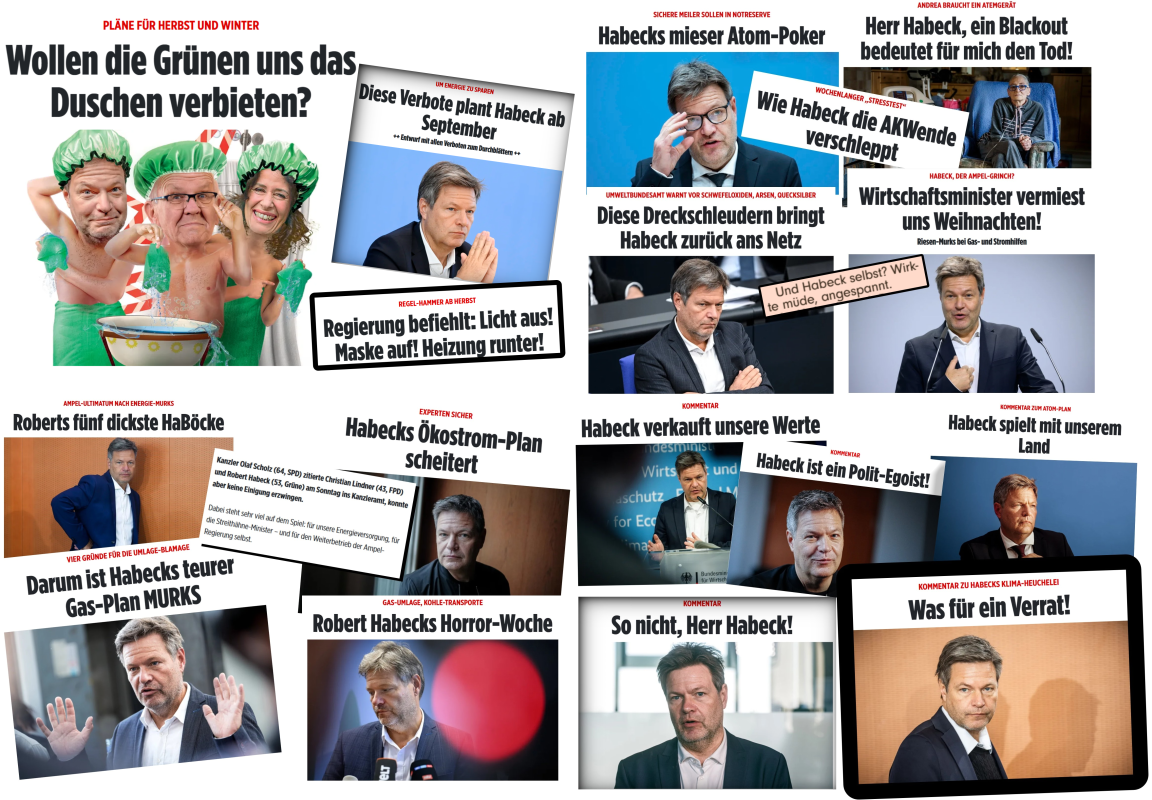 PLÄNE FÜR HERBST UND WINTER
Wollen die Grünen uns das
Duschen verbieten?
UM ENERGIE ZU SPAREN
Diese Verbote plant Habeck ab
September
++ Entwurf mit allen Verboten zum Durchblättern ++
REGEL-HAMMER AB HERBST
Regierung befiehlt: Licht aus!
Maske auf! Heizung runter!
SICHERE MEILER SOLLEN IN NOTRESERVE
Habecks mieser Atom-Poker
ANDREA BRAUCHT EIN ATEMGERÄT
Herr Habeck, ein Blackout
bedeutet für mich den Tod!
WOCHENLANGER „STRESSTEST“
Wie Habeck die AKWende
verschleppt
UMWELTBUNDESAMT WARNT VOR SCHWEFELOXIDEN, ARSEN, QUECKSILBER
Diese Dreckschleudern bringt
Habeck zurück ans Netz
HABECK, DER AMPEL-GRINCH?
Wirtschaftsminister vermiest
uns Weihnachten!
Riesen-Murks bei Gas- und Stromhilfen
Und Habeck selbst? Wirk-
te müde, angespannt.
AMPEL-ULTIMATUM NACH ENERGIE-MURKS
Roberts fünf dickste HaBöcke
EXPERTEN SICHER
Habecks Ökostrom-Plan
scheitert
Kanzler Olaf Scholz (64, SPD) zitierte Christian Lindner (43, FPD)
und Robert Habeck (53, Grüne) am Sonntag ins Kanzleramt, konnte
aber keine Einigung erzwingen.
Dabei steht sehr viel auf dem Spiel: für unsere Energieversorgung, für
die Streithähne-Minister – und für den Weiterbetrieb der Ampel-
Regierung selbst.
VIER GRÜNDE FÜR DIE UMLAGE-BLAMAGE
Darum ist Habecks teurer
Gas-Plan MURKS
GAS-UMLAGE, KOHLE-TRANSPORTE
Robert Habecks Horror-Woche
KOMMENTAR
Habeck verkauft unsere Werte
KOMMENTAR
Habeck ist ein Polit-Egoist!
KOMMENTAR ZUM ATOM-PLAN
Habeck spielt mit unserem
Land
KOMMENTAR
So nicht, Herr Habeck!
KOMMENTAR ZU HABECKS KLIMA-HEUCHELEI
Was für ein Verrat!